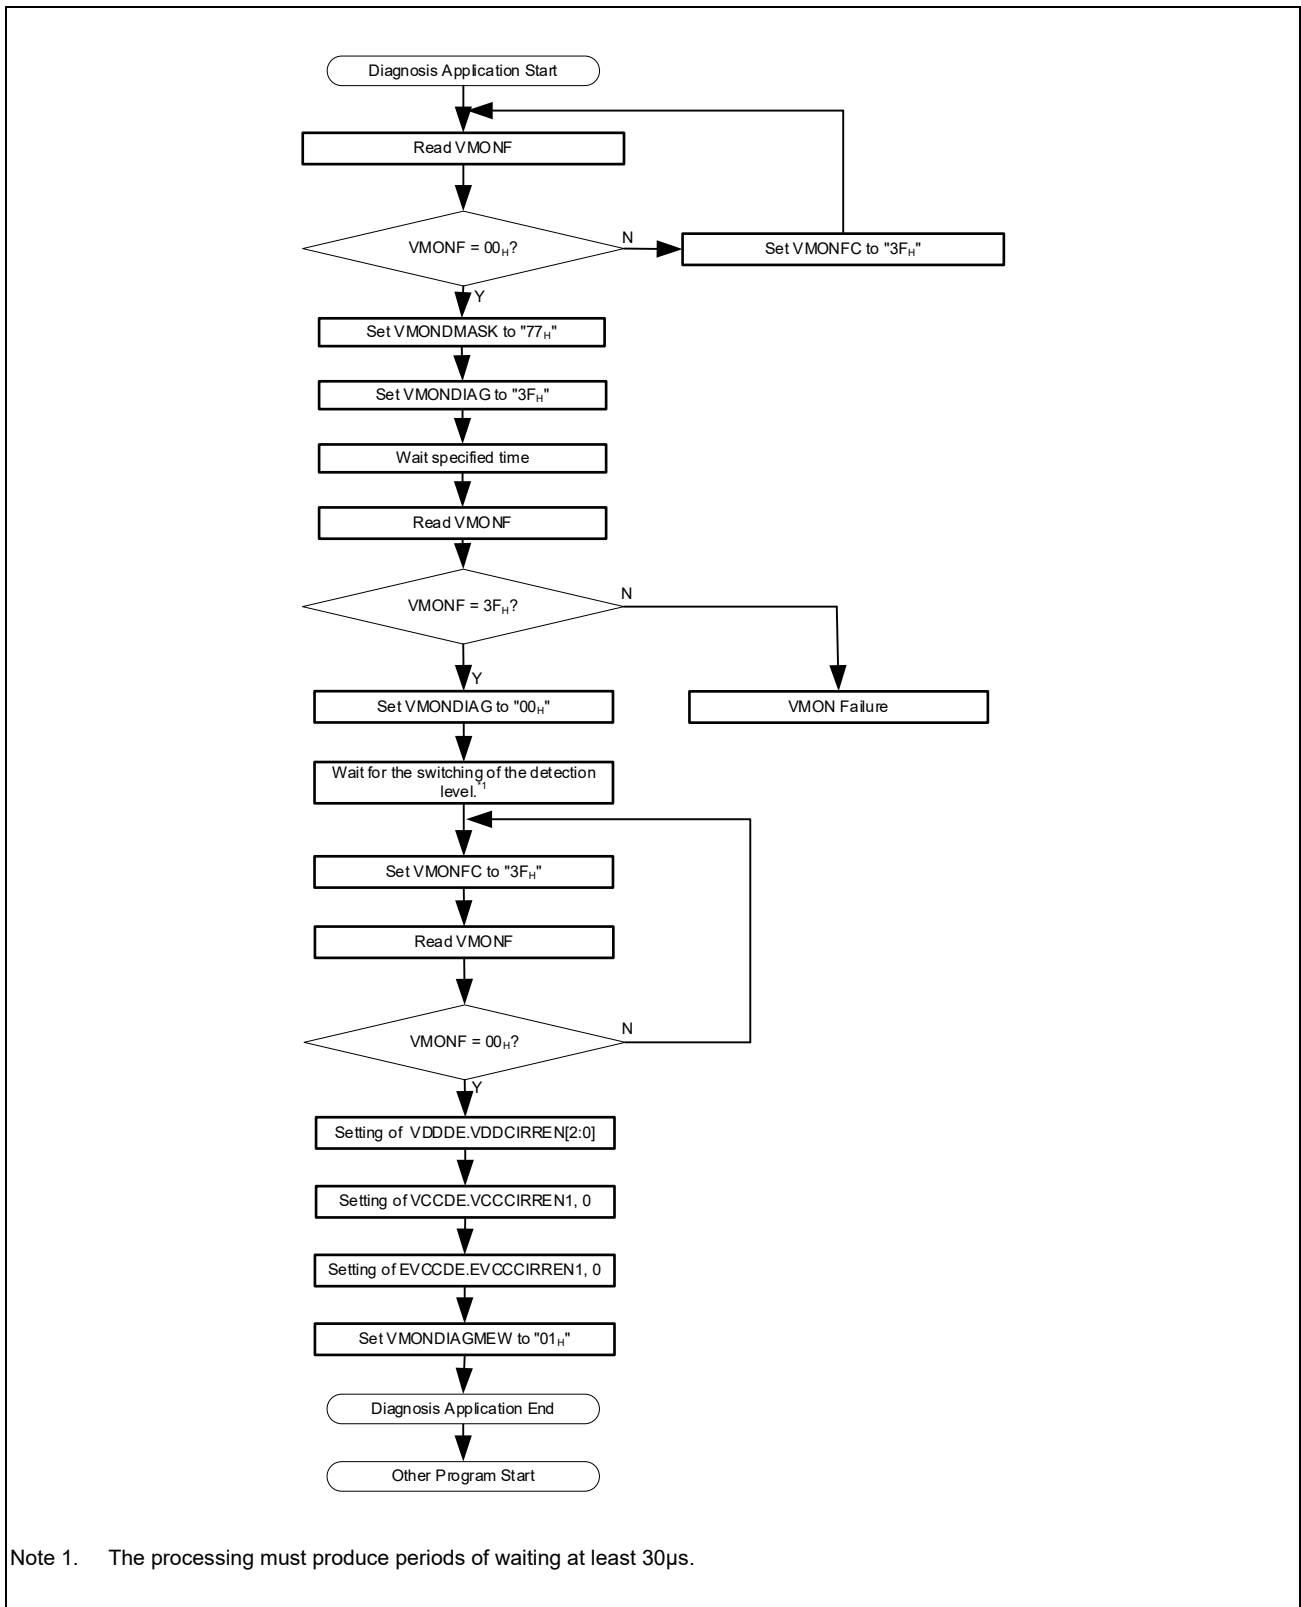 Diagnosis Application Start
Read VMONF
VMONF = 00H?
N
Set VMONFC to "3FH"
Y
Set VMONDMASK to "77H"
Set VMONDIAG to "3FH"
Wait specified time
Read VMONF
VMONF = 3FH?
N
Y
Set VMONDIAG to "00H"
VMON Failure
Wait for the switching of the detection
level.*1
Set VMONFC to "3FH"
Read VMONF
VMONF = 00H?
N
Y
Setting of VDDDE.VDDCIRREN[2:0]
Setting of VCCDE.VCCCIRREN1, 0
Setting of EVCCDE.EVCCCIRREN1, 0
Set VMONDIAGMEW to "01H"
Diagnosis Application End
Other Program Start
Note 1. The processing must produce periods of waiting at least 30µs.